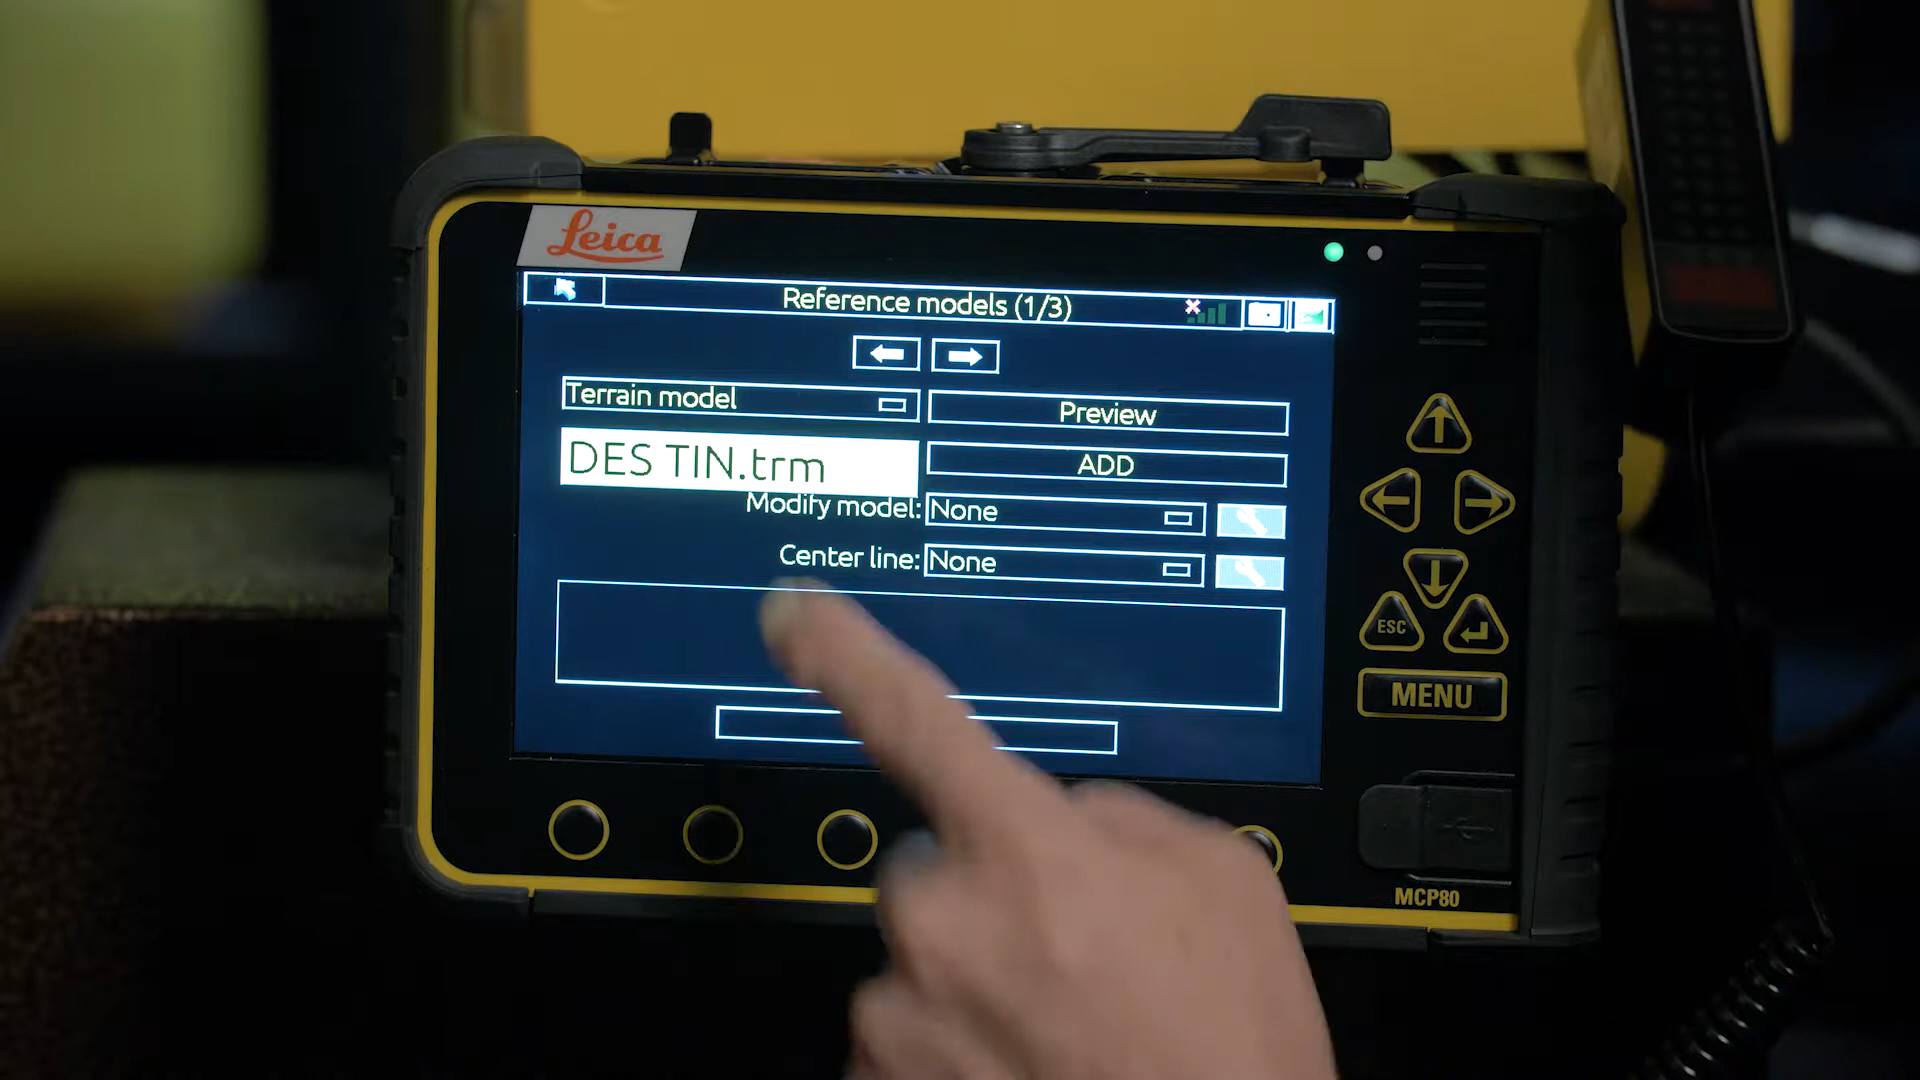 Leica
Reference models (1/3)
Terrain model
Preview
DES TIN.trm
ADD
Modify model: None
Center line: None
ESC
MENU
MCP80